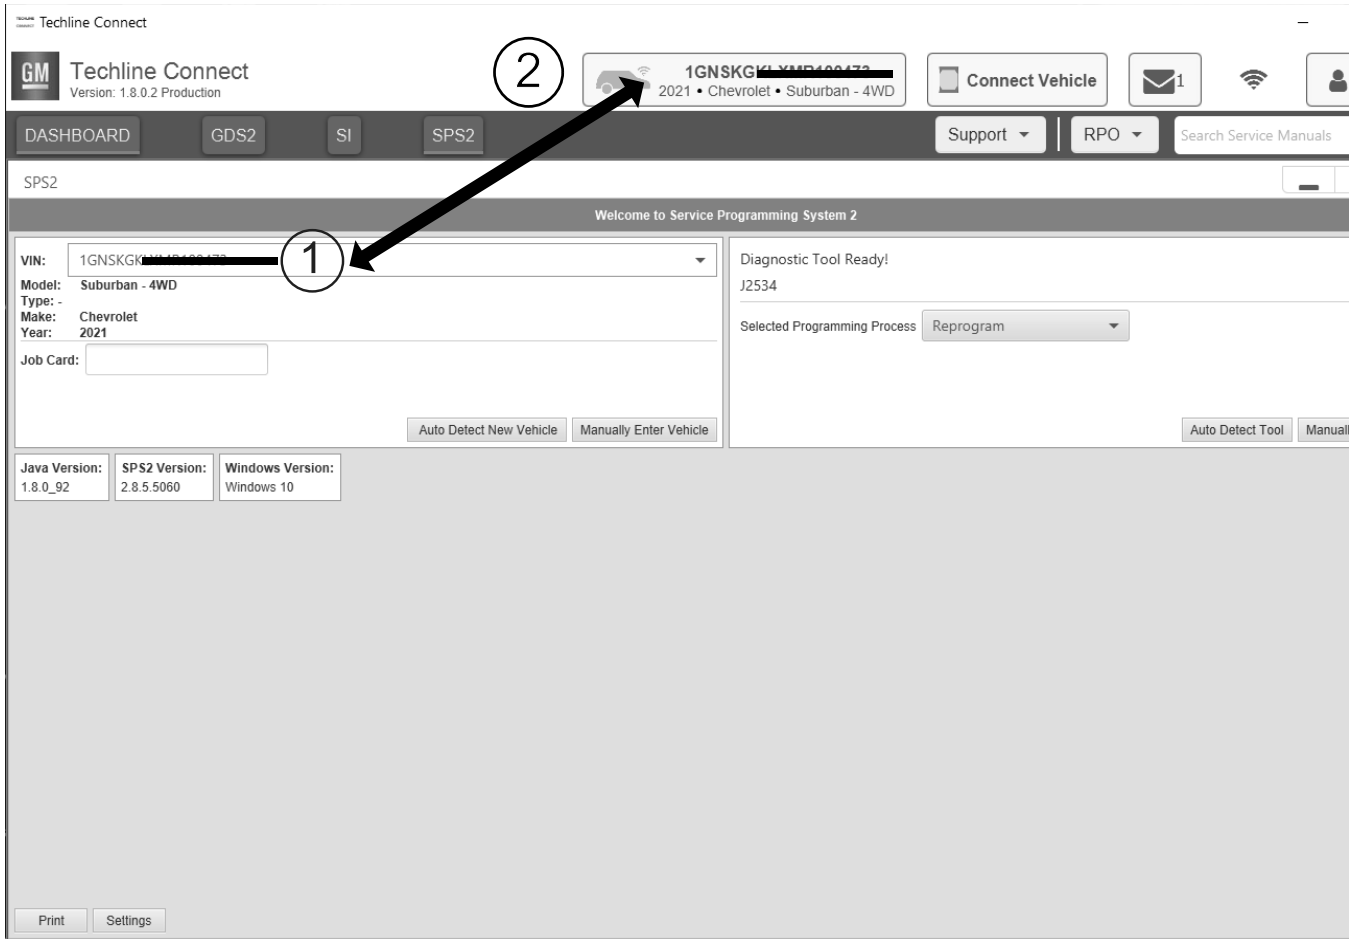 Techline Connect
GM
Techline Connect
Version: 1.8.0.2 Production
2
1GNSKG
2021 • Chevrolet • Suburban - 4WD
Connect Vehicle
1
DASHBOARD GDS2 SI SPS2 Support RPO Search Service Manuals
SPS2
Welcome to Service Programming System 2
VIN: 1GNSKGK
1
Model: Suburban - 4WD
Type: -
Make: Chevrolet
Year: 2021
Job Card:
Auto Detect New Vehicle Manually Enter Vehicle
Diagnostic Tool Ready!
J2534
Selected Programming Process Reprogram
Auto Detect Tool Manuall
Java Version:
1.8.0_92
SPS2 Version:
2.8.5.5060
Windows Version:
Windows 10
Print Settings